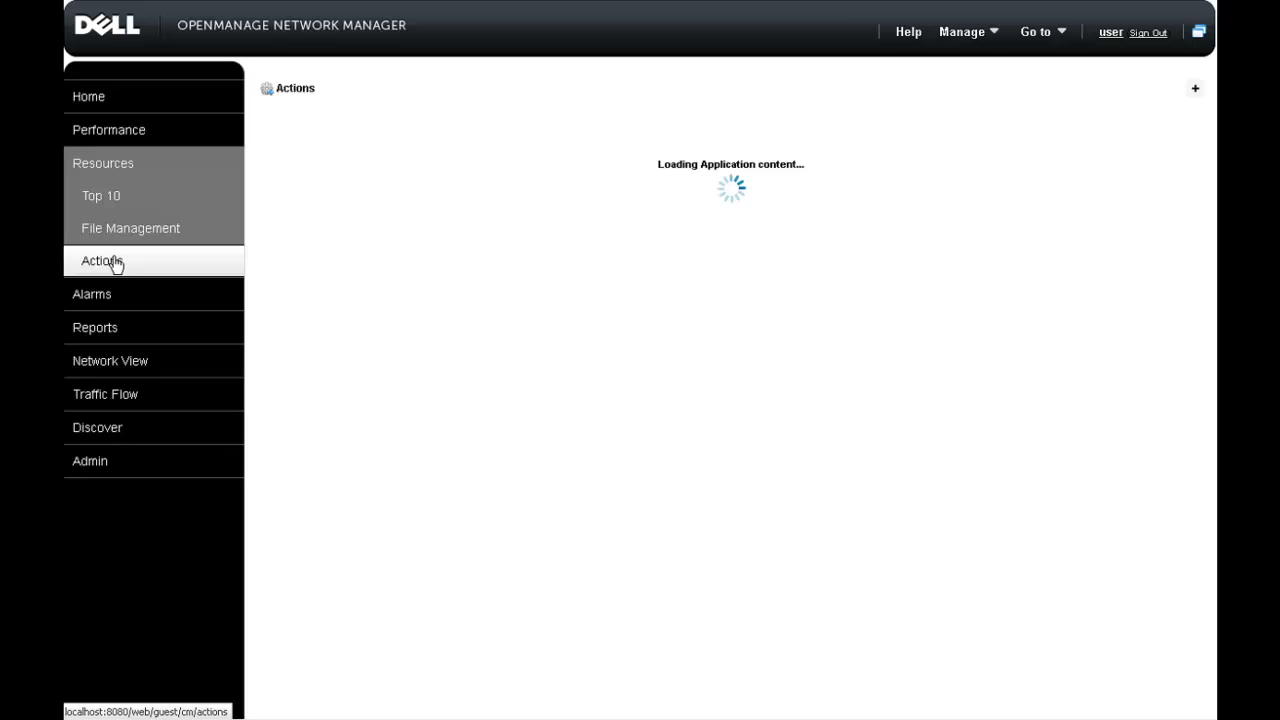 DELL
OPENMANAGE NETWORK MANAGER
Help
Manage
Go to
user
Sign Out
Home
Performance
Resources
Top 10
File Management
Actions
Alarms
Reports
Network View
Traffic Flow
Discover
Admin
Actions
+
Loading Application content...
localhost:8080/web/guest/cm/actions